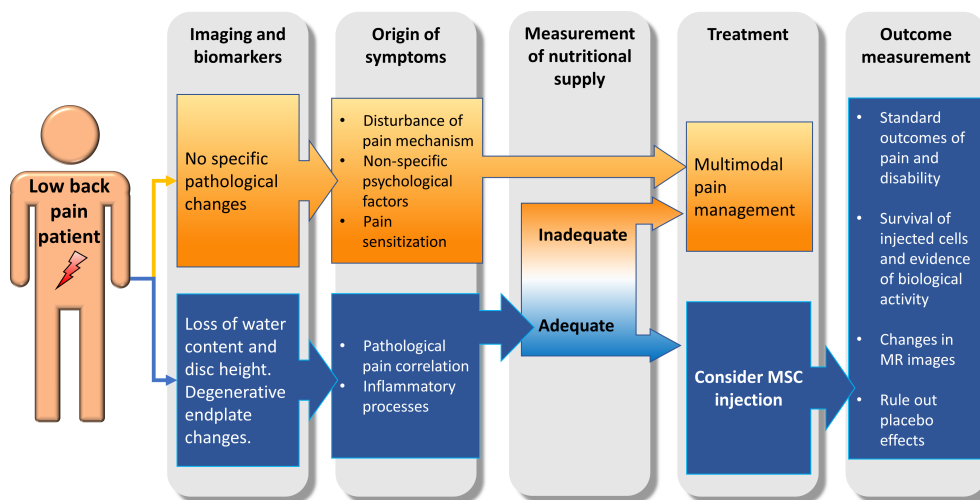 Imaging and
biomarkers
Origin of
symptoms
Measurement
of nutritional
supply
Treatment
Outcome
measurement
Low back
pain
patient
No specific
pathological
changes
• Disturbance of
pain mechanism
• Non-specific
psychological
factors
• Pain
sensitization
Multimodal
pain
management
Inadequate
Adequate
Loss of water
content and
disc height.
Degenerative
endplate
changes.
• Pathological
pain correlation
• Inflammatory
processes
Consider MSC
injection
• Standard
outcomes of
pain and
disability
• Survival of
injected cells
and evidence
of biological
activity
• Changes in
MR images
• Rule out
placebo
effects